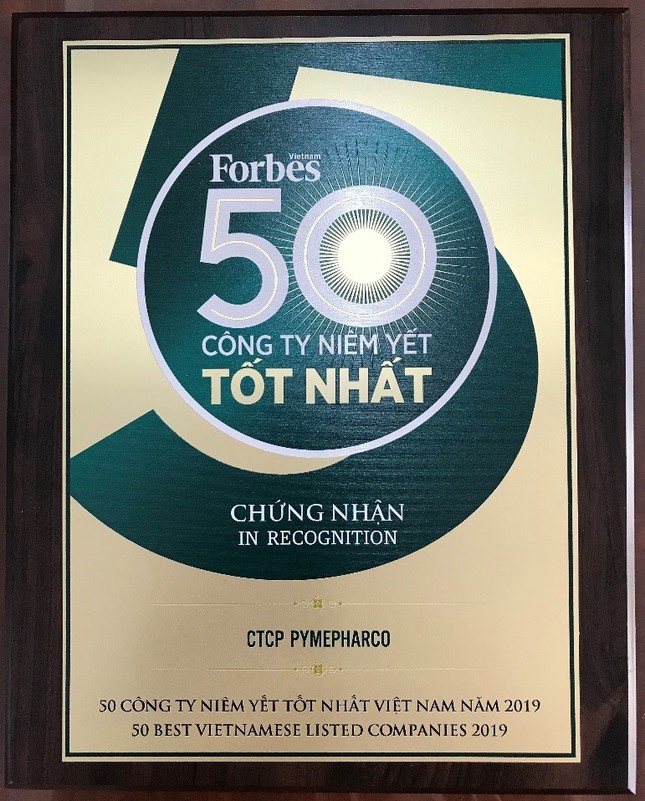 Forbes Vietnam
50
CÔNG TY NIÊM YẾT
TỐT NHẤT
CHỨNG NHẬN
IN RECOGNITION
CTCP PYMEPHARCO
50 CÔNG TY NIÊM YẾT TỐT NHẤT VIỆT NAM NĂM 2019
50 BEST VIETNAMESE LISTED COMPANIES 2019